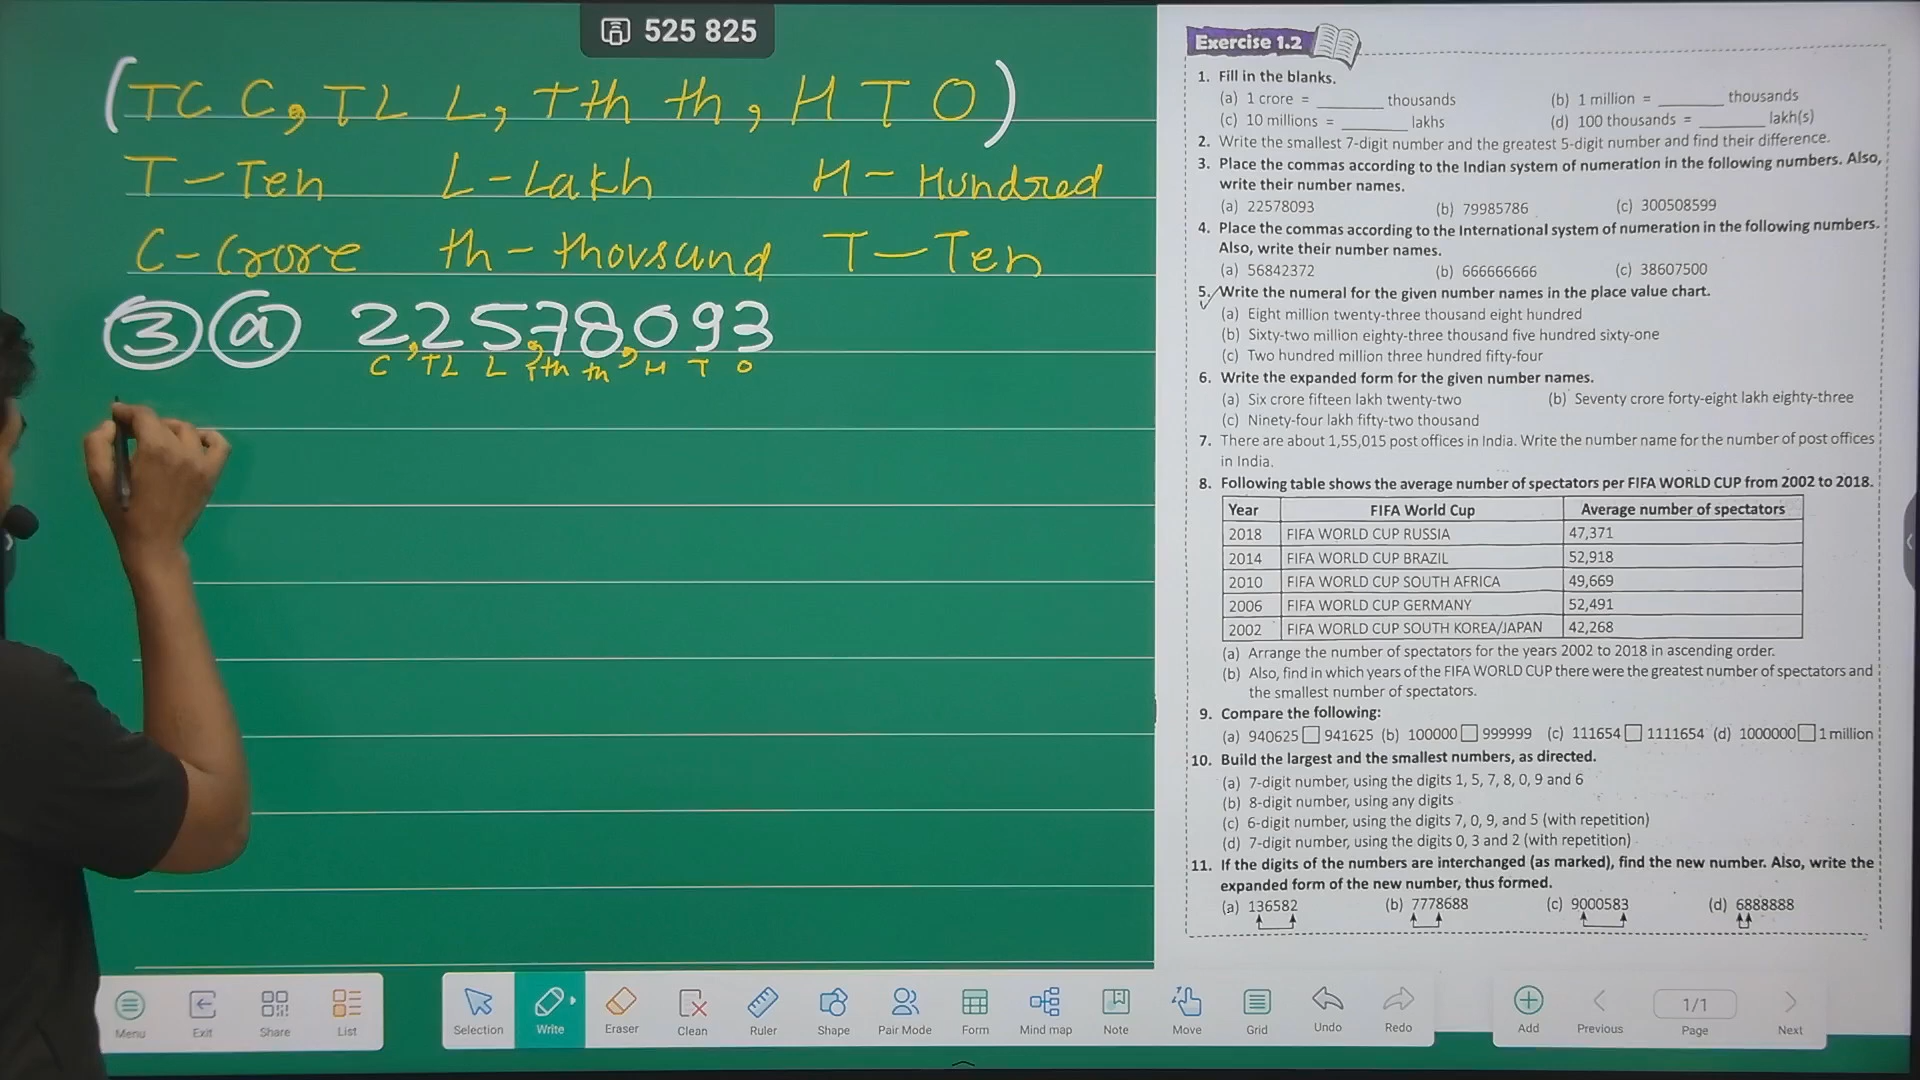 525 825
(TC C, TL L, Tth th, H T O)
T-Ten L-Lakh H-Hundred
C-Crore th-thousand T-Ten
3 a 2,25,78,093
C TL L Tth th H T O
Exercise 1.2
1. Fill in the blanks.
(a) 1 crore = ________ thousands (b) 1 million = ________ thousands
(c) 10 millions = ________ lakhs (d) 100 thousands = ________ lakh(s)
2. Write the smallest 7-digit number and the greatest 5-digit number and find their difference.
3. Place the commas according to the Indian system of numeration in the following numbers. Also,
write their number names.
(a) 22578093 (b) 79985786 (c) 300508599
4. Place the commas according to the International system of numeration in the following numbers.
Also, write their number names.
(a) 56842372 (b) 666666666 (c) 38607500
5. Write the numeral for the given number names in the place value chart.
(a) Eight million twenty-three thousand eight hundred
(b) Sixty-two million eighty-three thousand five hundred sixty-one
(c) Two hundred million three hundred fifty-four
6. Write the expanded form for the given number names.
(a) Six crore fifteen lakh twenty-two (b) Seventy crore forty-eight lakh eighty-three
(c) Ninety-four lakh fifty-two thousand
7. There are about 1,55,015 post offices in India. Write the number name for the number of post offices
in India.
8. Following table shows the average number of spectators per FIFA WORLD CUP from 2002 to 2018.
Year FIFA World Cup Average number of spectators
2018 FIFA WORLD CUP RUSSIA 47,371
2014 FIFA WORLD CUP BRAZIL 52,918
2010 FIFA WORLD CUP SOUTH AFRICA 49,669
2006 FIFA WORLD CUP GERMANY 52,491
2002 FIFA WORLD CUP SOUTH KOREA/JAPAN 42,268
(a) Arrange the number of spectators for the years 2002 to 2018 in ascending order.
(b) Also, find in which years of the FIFA WORLD CUP there were the greatest number of spectators and
the smallest number of spectators.
9. Compare the following:
(a) 940625 □ 941625 (b) 100000 □ 999999 (c) 111654 □ 1111654 (d) 1000000 □ 1 million
10. Build the largest and the smallest numbers, as directed.
(a) 7-digit number, using the digits 1, 5, 7, 8, 0, 9 and 6
(b) 8-digit number, using any digits
(c) 6-digit number, using the digits 7, 0, 9, and 5 (with repetition)
(d) 7-digit number, using the digits 0, 3 and 2 (with repetition)
11. If the digits of the numbers are interchanged (as marked), find the new number. Also, write the
expanded form of the new number, thus formed.
(a) 136582 (b) 7778688 (c) 9000583 (d) 6888888
Menu Exit Share List Selection Write Eraser Clean Ruler Shape Pair Mode Form Mind map Note Move Grid Undo Redo Add Previous 1/1 Page Next